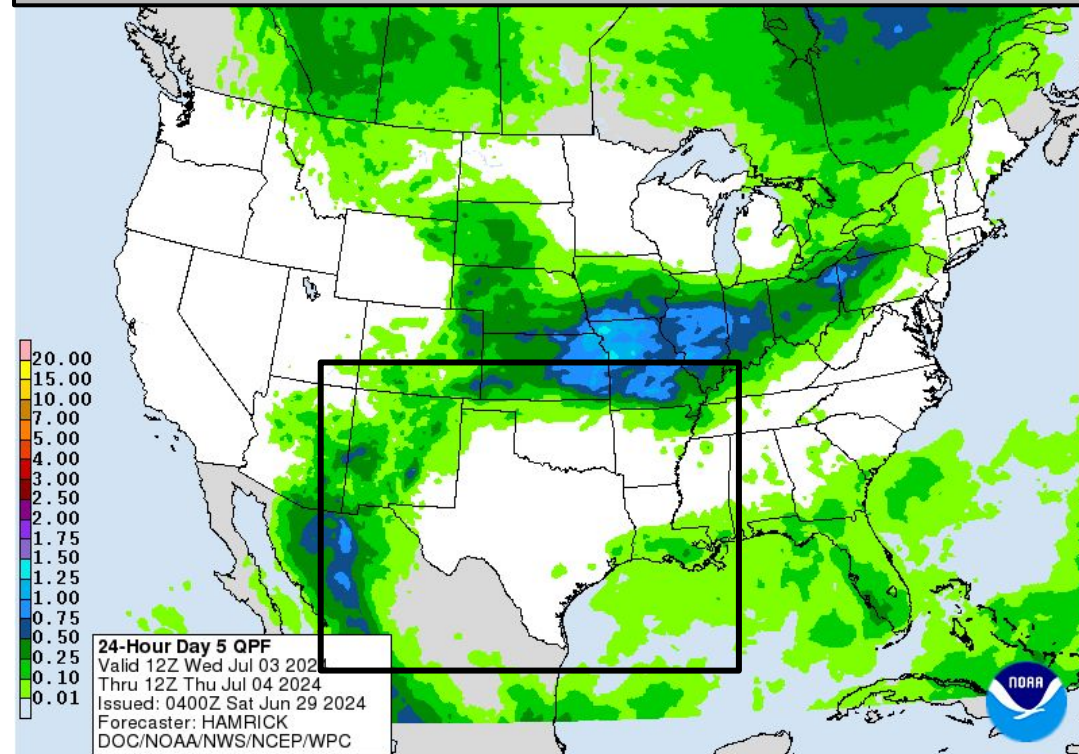 20.00
15.00
10.00
7.00
5.00
4.00
3.00
2.50
2.00
1.75
1.50
1.25
1.00
0.75
0.50
0.25
0.10
0.01
24-Hour Day 5 QPF
Valid 12Z Wed Jul 03 2024
Thru 12Z Thu Jul 04 2024
Issued: 0400Z Sat Jun 29 2024
Forecaster: HAMRICK
DOC/NOAA/NWS/NCEP/WPC
NOAA